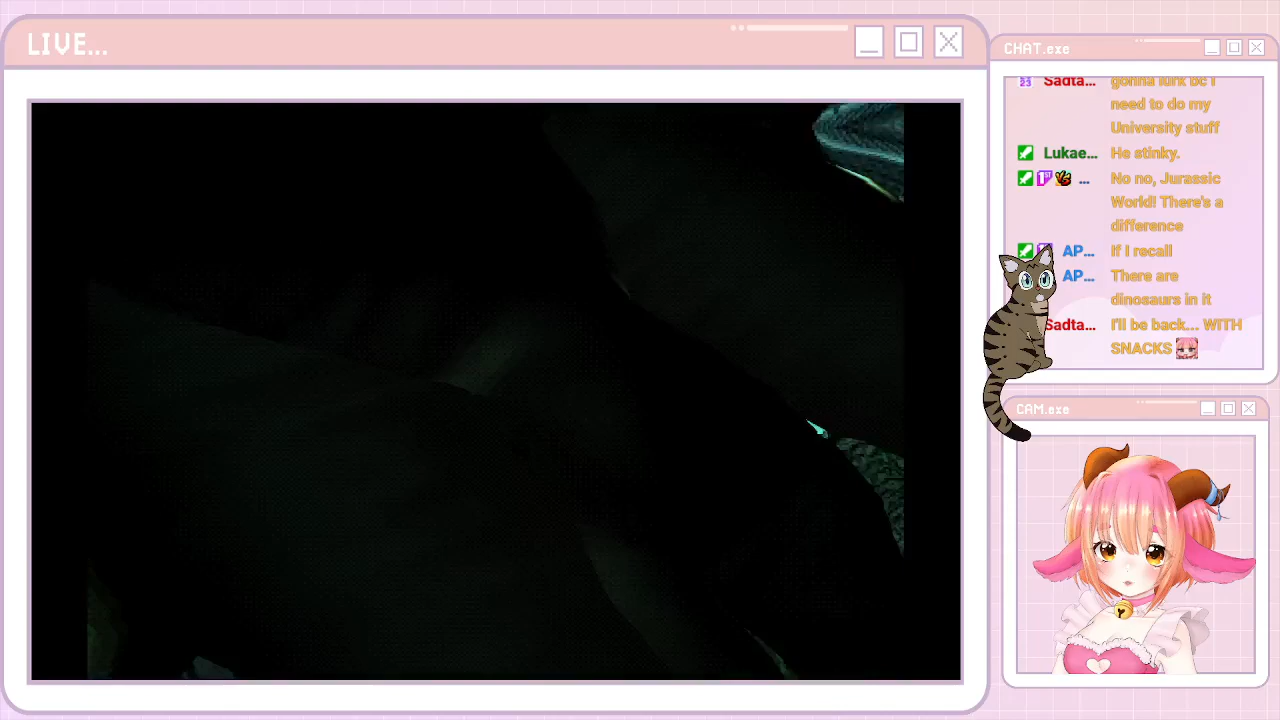 LIVE...
CHAT.exe
23 Sadta... gonna lurk bc I
need to do my
University stuff
Lukae... He stinky.
1ST ... No no, Jurassic
World! There's a
difference
AP... If I recall
AP... There are
dinosaurs in it
Sadta... I'll be back... WITH
SNACKS
CAM.exe